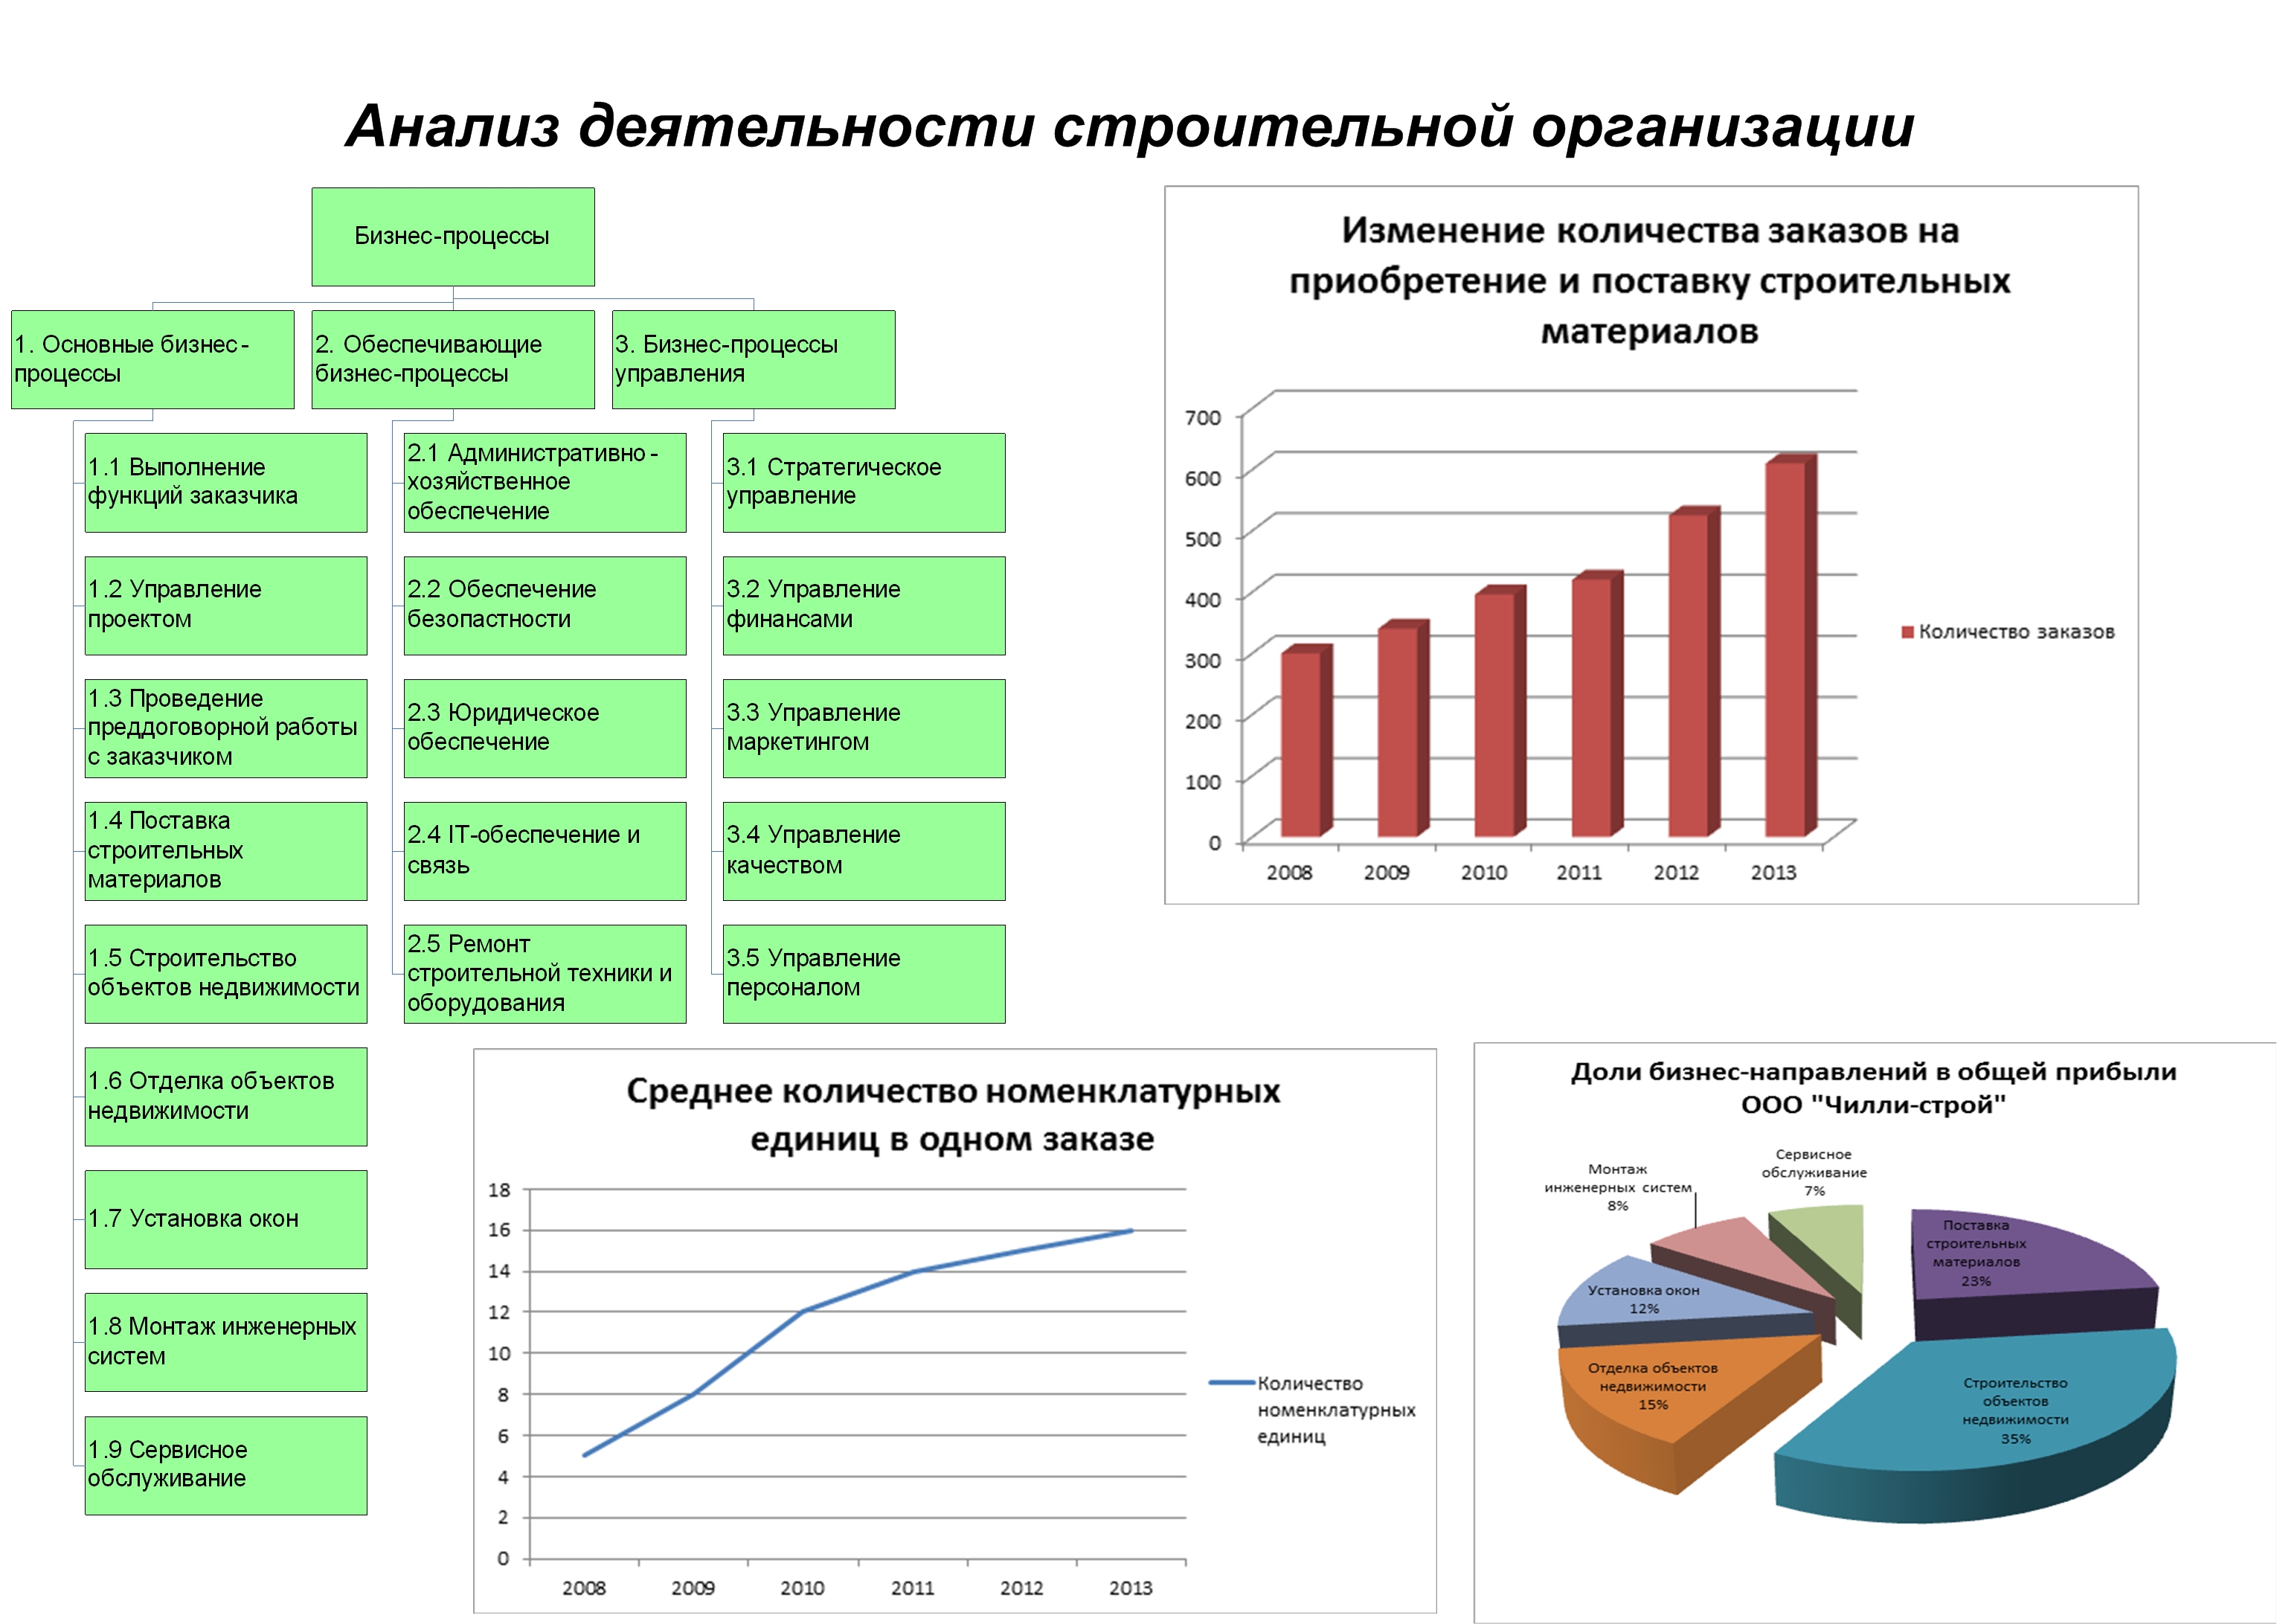 Анализ деятельности строительной организации
Бизнес-процессы
1. Основные бизнес-
процессы
2. Обеспечивающие
бизнес-процессы
3. Бизнес-процессы
управления
1.1 Выполнение
функций заказчика
1.2 Управление
проектом
1.3 Проведение
преддоговорной работы
с заказчиком
1.4 Поставка
строительных
материалов
1.5 Строительство
объектов недвижимости
1.6 Отделка объектов
недвижимости
1.7 Установка окон
1.8 Монтаж инженерных
систем
1.9 Сервисное
обслуживание
2.1 Административно-
хозяйственное
обеспечение
2.2 Обеспечение
безопастности
2.3 Юридическое
обеспечение
2.4 IT-обеспечение и
связь
2.5 Ремонт
строительной техники и
оборудования
3.1 Стратегическое
управление
3.2 Управление
финансами
3.3 Управление
маркетингом
3.4 Управление
качеством
3.5 Управление
персоналом
Изменение количества заказов на
приобретение и поставку строительных
материалов
700
600
500
400
300
200
100
0
2008 2009 2010 2011 2012 2013
Количество заказов
Среднее количество номенклатурных
единиц в одном заказе
18
16
14
12
10
8
6
4
2
0
2008 2009 2010 2011 2012 2013
Количество
номенклатурных
единиц
Доли бизнес-направлений в общей прибыли
ООО "Чилли-строй"
Поставка
строительных
материалов
23%
Строительство
объектов
недвижимости
35%
Отделка объектов
недвижимости
15%
Установка окон
12%
Монтаж
инженерных систем
8%
Сервисное
обслуживание
7%